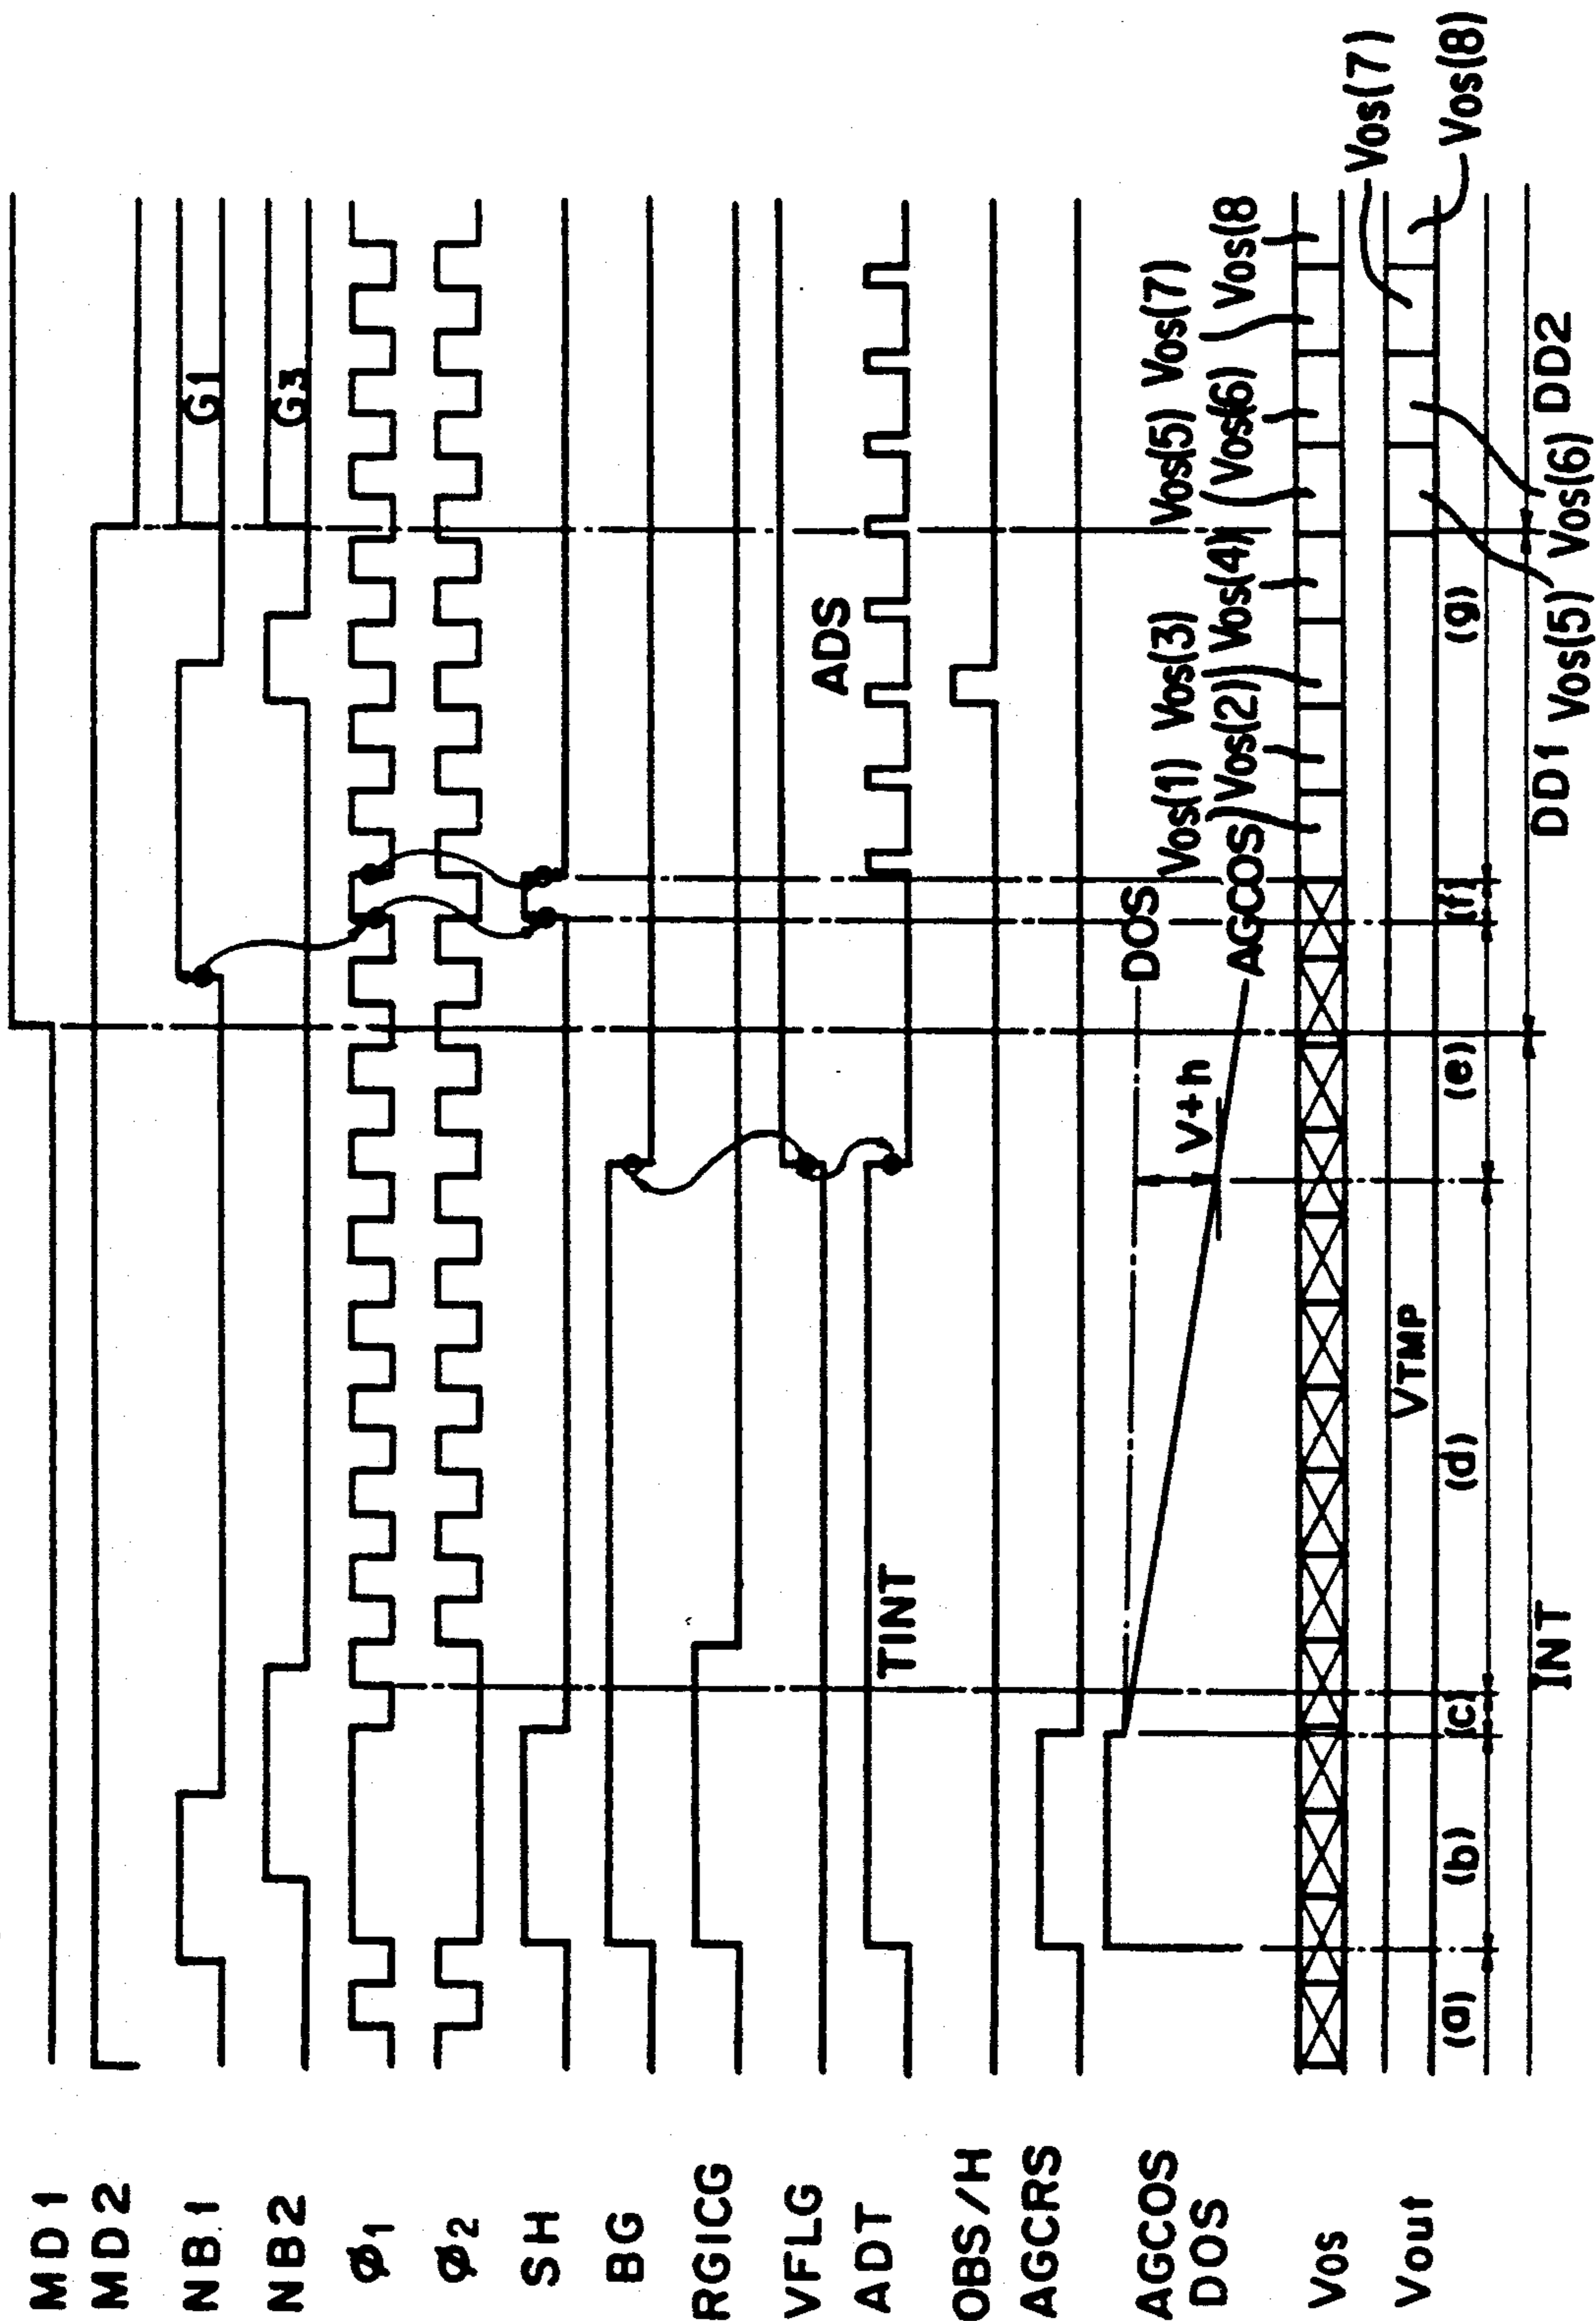 MD1
MD2
NB1
G1
NB2
G3
Ø1
Ø2
SH
BG
RGICG
VFLG
ADT
TINT
ADS
OBS/H
AGCRS
AGCOS
DOS
DOS
V+h
AGCOS
Vos(1)
Vos(2)
Vos(3)
Vos(4)
Vos(5)
Vos(6)
Vos(7)
Vos(8
Vos
Vout
VTMP
Vos(7)
Vos(8)
(a)
(b)
(c)
(d)
(e)
(f)
(g)
INT
DD1
Vos(5)
Vos(6)
DD2